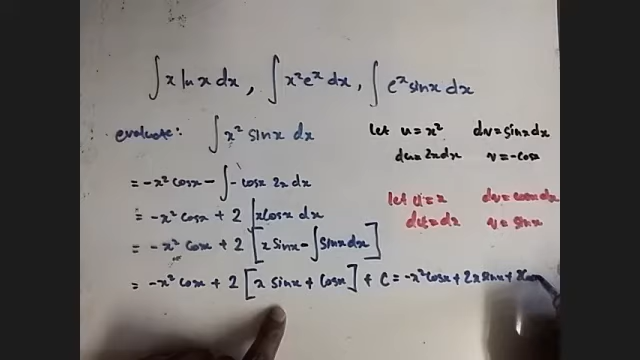 ∫x ln x dx, ∫x²eˣ dx, ∫eˣ sinx dx
evaluate: ∫x² sinx dx
let u = x² dv = sinx dx
du = 2x dx v = -cosx
= -x² cosx - ∫-cosx 2x dx
= -x² cosx + 2 ∫xcosx dx
= -x² cosx + 2 [x sinx - ∫sinx dx]
= -x² cosx + 2 [x sinx + cosx] + C = -x² cosx + 2x sinx +
let u = x dv = cosx dx
du = dx v = sinx